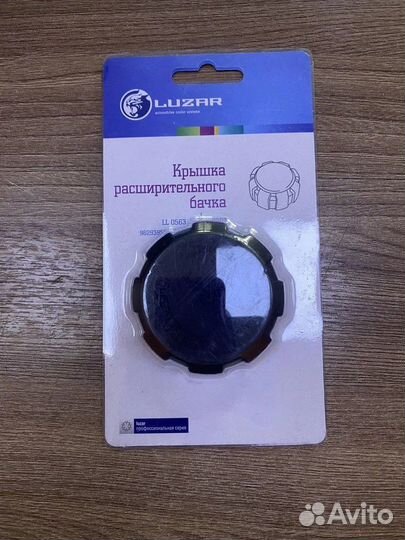 LUZAR
automotive cooler systems
Крышка
расширительного
бачка
LL 0563
luzar
профессиональная серия
Avito